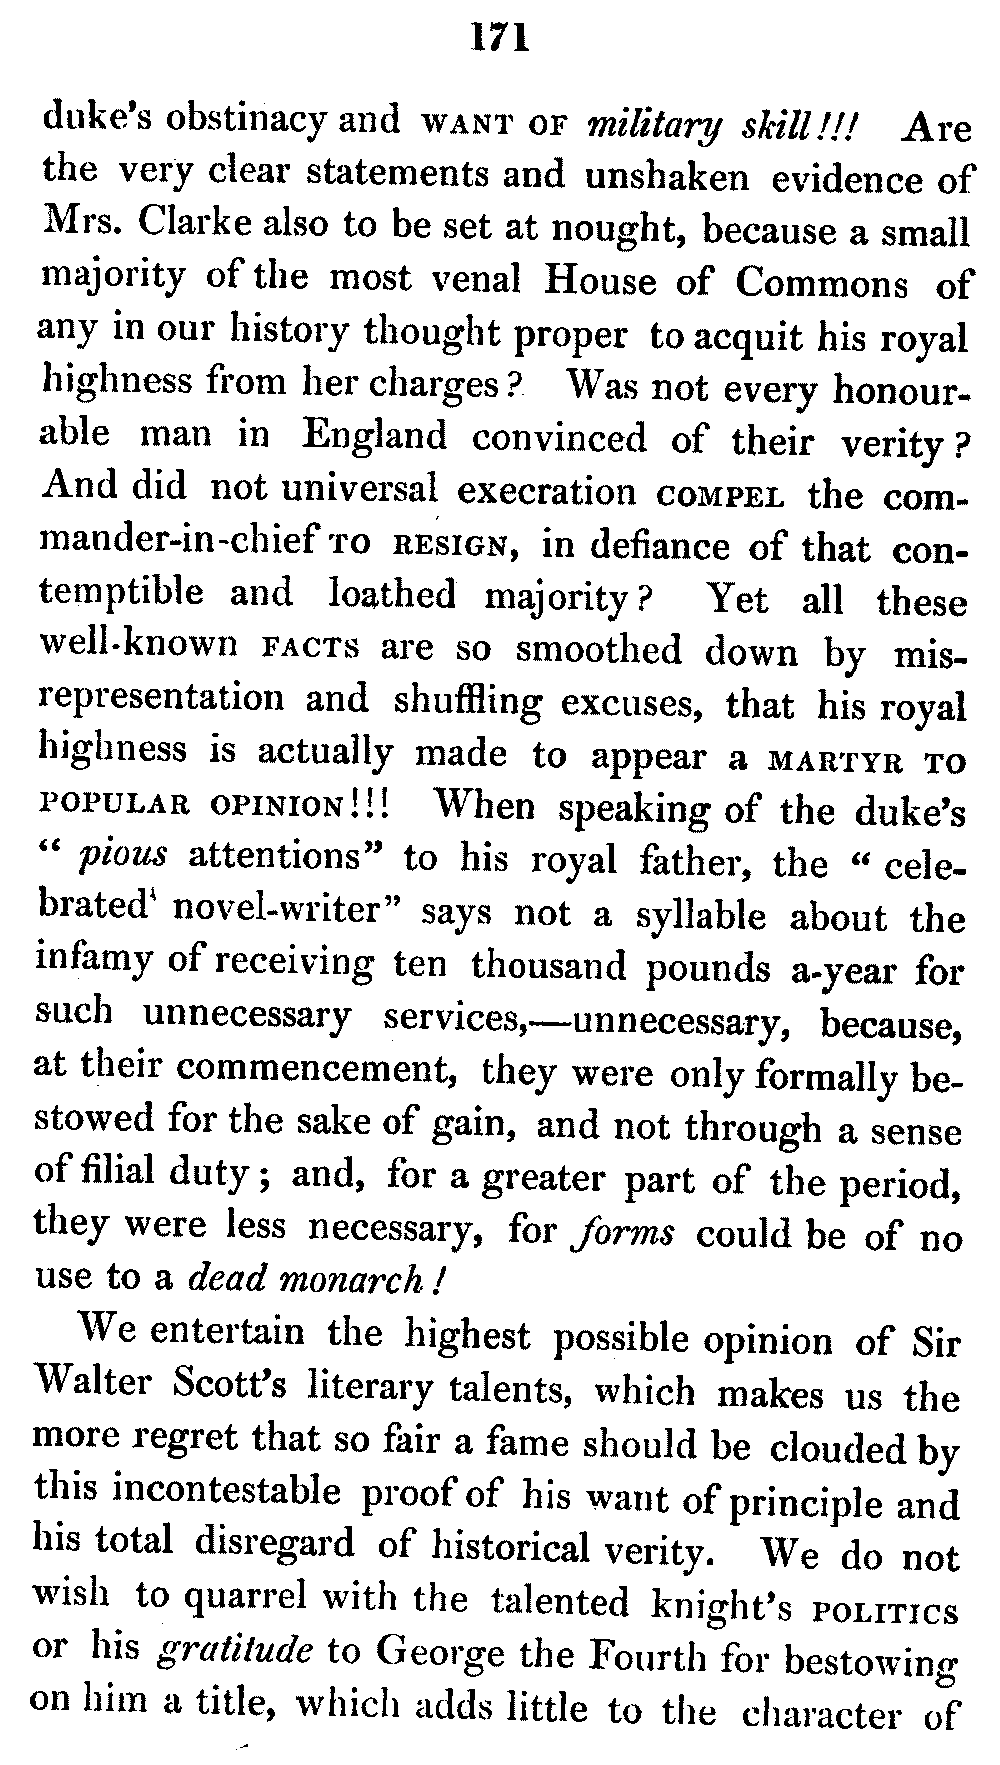 171
duke's obstinacy and WANT OF military skill!!! Are
the very clear statements and unshaken evidence of
Mrs. Clarke also to be set at nought, because a small
majority of the most venal House of Commons of
any in our history thought proper to acquit his royal
highness from her charges? Was not every honour-
able man in England convinced of their verity?
And did not universal execration COMPEL the com-
mander-in-chief TO RESIGN, in defiance of that con-
temptible and loathed majority? Yet all these
well-known FACTS are so smoothed down by mis-
representation and shuffling excuses, that his royal
highness is actually made to appear a MARTYR TO
POPULAR OPINION!!! When speaking of the duke's
“ pious attentions” to his royal father, the “ cele-
brated novel-writer” says not a syllable about the
infamy of receiving ten thousand pounds a-year for
such unnecessary services,—unnecessary, because,
at their commencement, they were only formally be-
stowed for the sake of gain, and not through a sense
of filial duty; and, for a greater part of the period,
they were less necessary, for forms could be of no
use to a dead monarch!
We entertain the highest possible opinion of Sir
Walter Scott's literary talents, which makes us the
more regret that so fair a fame should be clouded by
this incontestable proof of his want of principle and
his total disregard of historical verity. We do not
wish to quarrel with the talented knight's POLITICS
or his gratitude to George the Fourth for bestowing
on him a title, which adds little to the character of